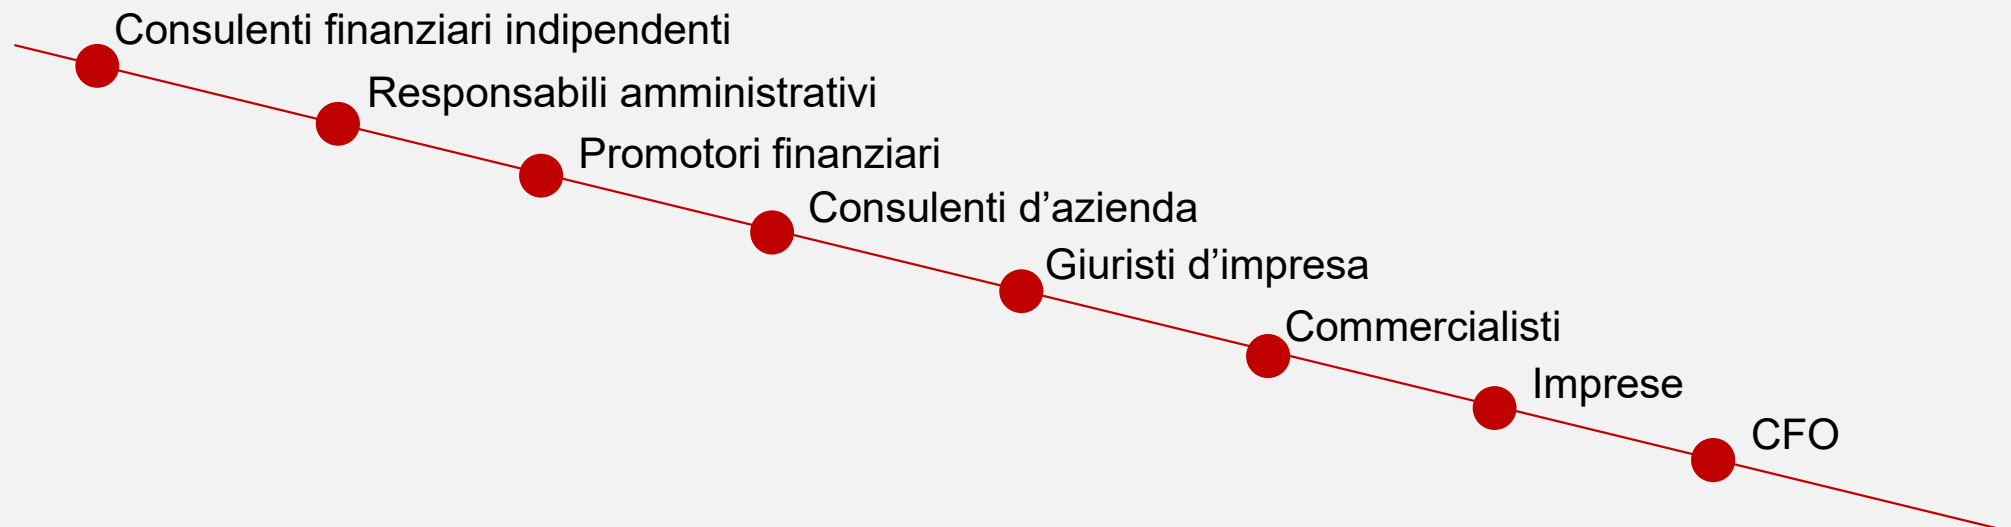 Consulenti finanziari indipendenti
Responsabili amministrativi
Promotori finanziari
Consulenti d’azienda
Giuristi d’impresa
Commercialisti
Imprese
CFO